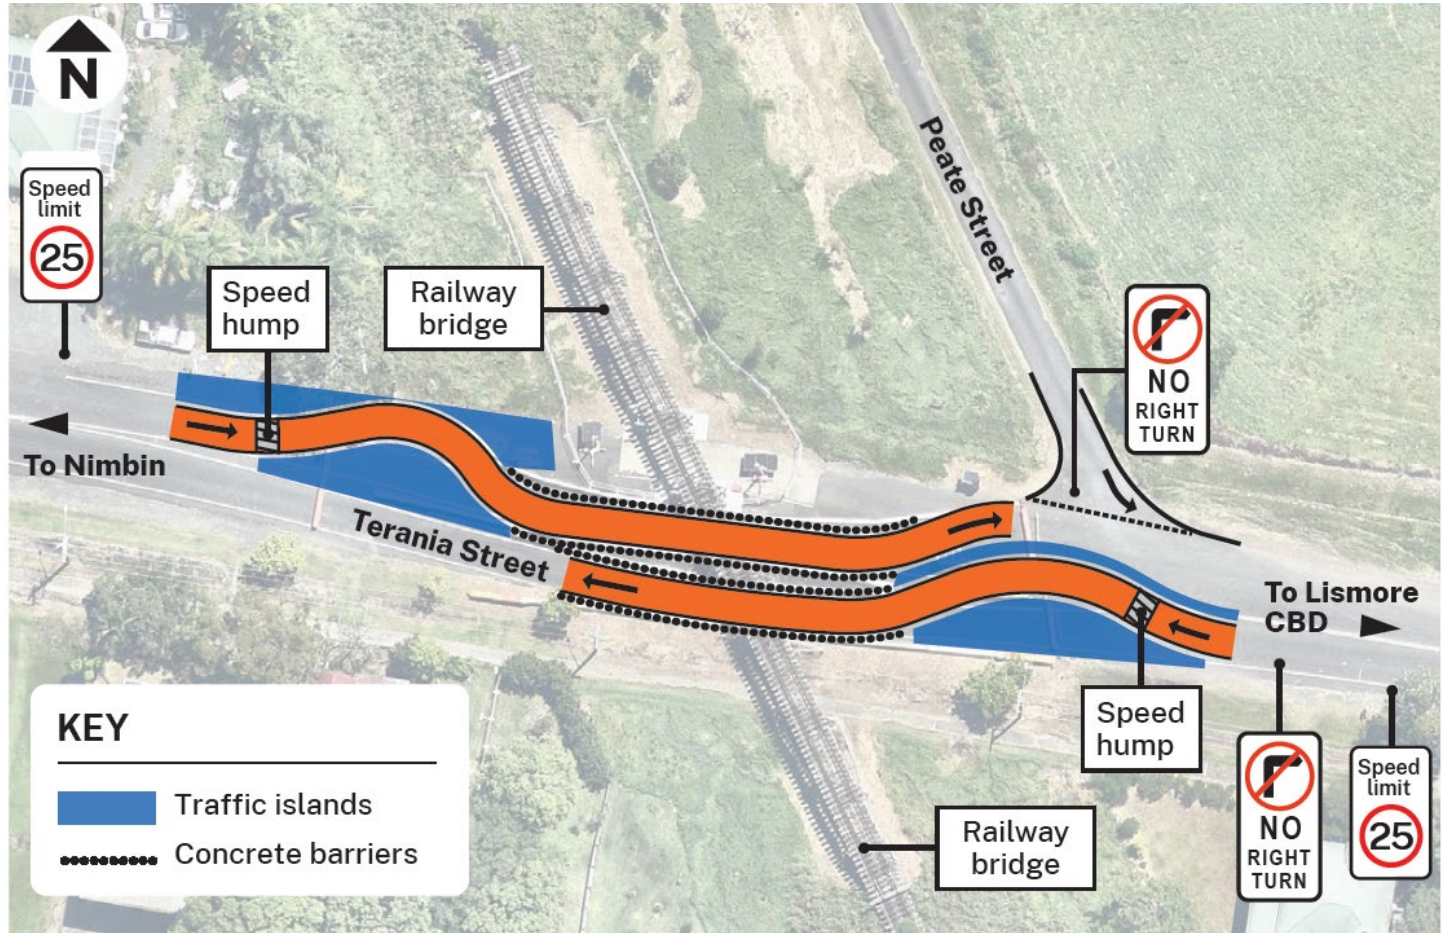 N
Speed
limit
25
Speed
hump
Railway
bridge
Peate Street
NO
RIGHT
TURN
To Nimbin
Terania Street
To Lismore
CBD
Speed
hump
NO
RIGHT
TURN
Speed
limit
25
Railway
bridge
KEY
Traffic islands
Concrete barriers